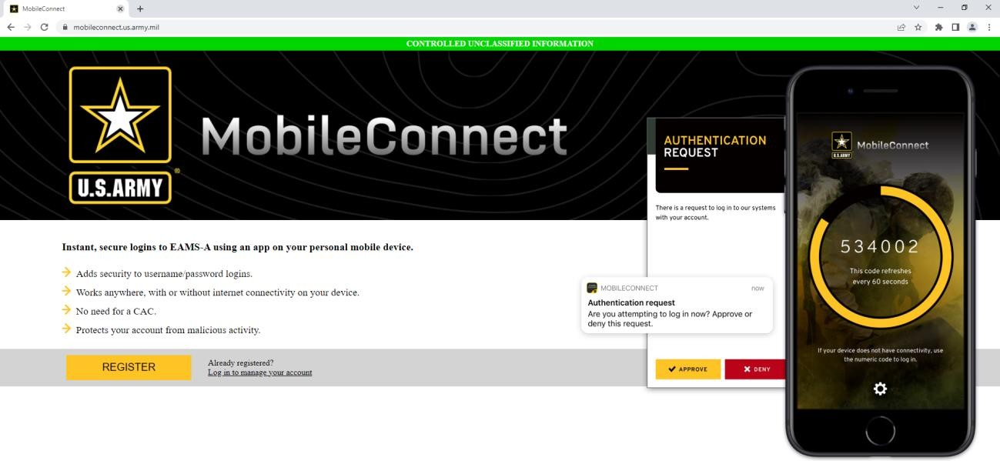 MobileConnect
mobileconnect.us.army.mil
CONTROLLED UNCLASSIFIED INFORMATION
MobileConnect
U.S.ARMY
®
Instant, secure logins to EAMS-A using an app on your personal mobile device.
Adds security to username/password logins.
Works anywhere, with or without internet connectivity on your device.
No need for a CAC.
Protects your account from malicious activity.
REGISTER
Already registered?
Log in to manage your account
AUTHENTICATION
REQUEST
There is a request to log in to our systems
with your account.
MOBILECONNECT now
Authentication request
Are you attempting to log in now? Approve or
deny this request.
APPROVE
DENY
U.S.ARMY
MobileConnect
534002
This code refreshes
every 60 seconds
If your device does not have connectivity, use
the numeric code to log in.